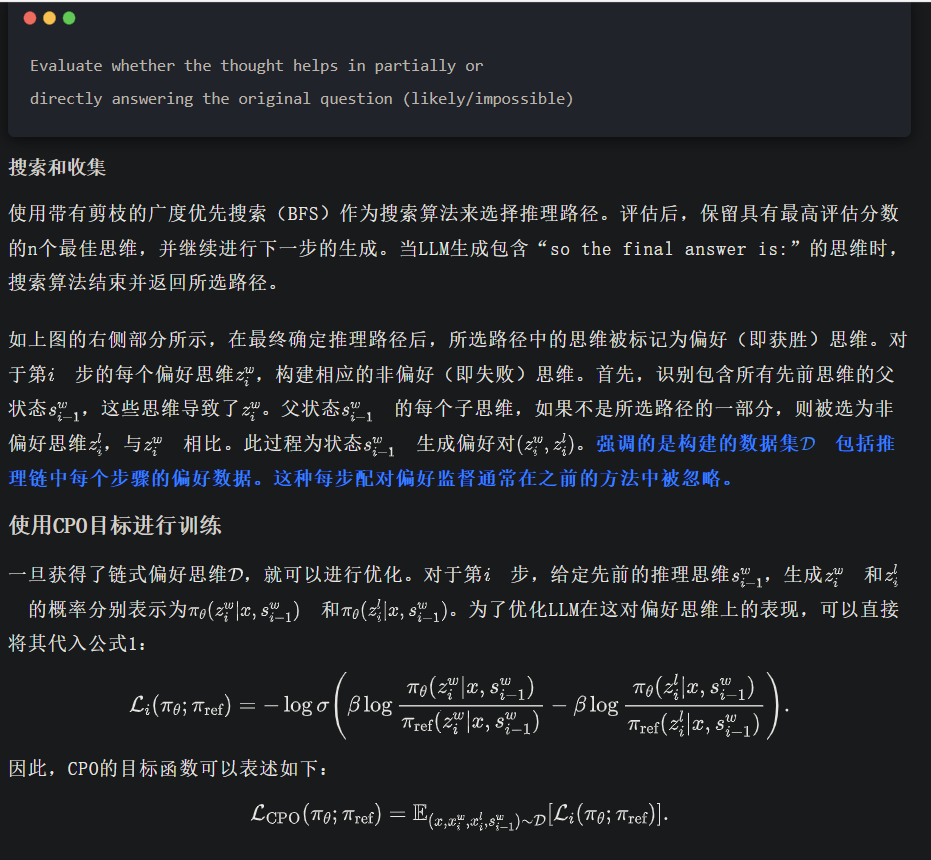 Evaluate whether the thought helps in partially or
directly answering the original question (likely/impossible)
搜索和收集
使用带有剪枝的广度优先搜索（BFS）作为搜索算法来选择推理路径。评估后，保留具有最高评估分数
的n个最佳思维，并继续进行下一步的生成。当LLM生成包含“so the final answer is:”的思维时，
搜索算法结束并返回所选路径。
如上图的右侧部分所示，在最终确定推理路径后，所选路径中的思维被标记为偏好（即获胜）思维。对
于第$i$ 步的每个偏好思维$z_i^w$，构建相应的非偏好（即失败）思维。首先，识别包含所有先前思维的父
状态$s_{i-1}^w$，这些思维导致了$z_i^w$。父状态$s_{i-1}^w$ 的每个子思维，如果不是所选路径的一部分，则被选为非
偏好思维$z_i^l$，与$z_i^w$ 相比。此过程为状态$s_{i-1}^w$ 生成偏好对$(z_i^w, z_i^l)$。强调的是构建的数据集$\mathcal{D}$ 包括推
理链中每个步骤的偏好数据。这种每步配对偏好监督通常在之前的方法中被忽略。
使用CPO目标进行训练
一旦获得了链式偏好思维$\mathcal{D}$，就可以进行优化。对于第$i$ 步，给定先前的推理思维$s_{i-1}^w$，生成$z_i^w$ 和$z_i^l$
的概率分别表示为$\pi_\theta(z_i^w|x, s_{i-1}^w)$ 和$\pi_\theta(z_i^l|x, s_{i-1}^w)$。为了优化LLM在这对偏好思维上的表现，可以直接
将其代入公式1：
$\mathcal{L}_i(\pi_\theta; \pi_{\text{ref}}) = -\log \sigma \left( \beta \log \frac{\pi_\theta(z_i^w|x, s_{i-1}^w)}{\pi_{\text{ref}}(z_i^w|x, s_{i-1}^w)} - \beta \log \frac{\pi_\theta(z_i^l|x, s_{i-1}^w)}{\pi_{\text{ref}}(z_i^l|x, s_{i-1}^w)} \right).$
因此，CPO的目标函数可以表述如下：
$\mathcal{L}_{\text{CPO}}(\pi_\theta; \pi_{\text{ref}}) = \mathbb{E}_{(x, x_i^w, x_i^l, s_{i-1}^w) \sim \mathcal{D}}[\mathcal{L}_i(\pi_\theta; \pi_{\text{ref}})].$